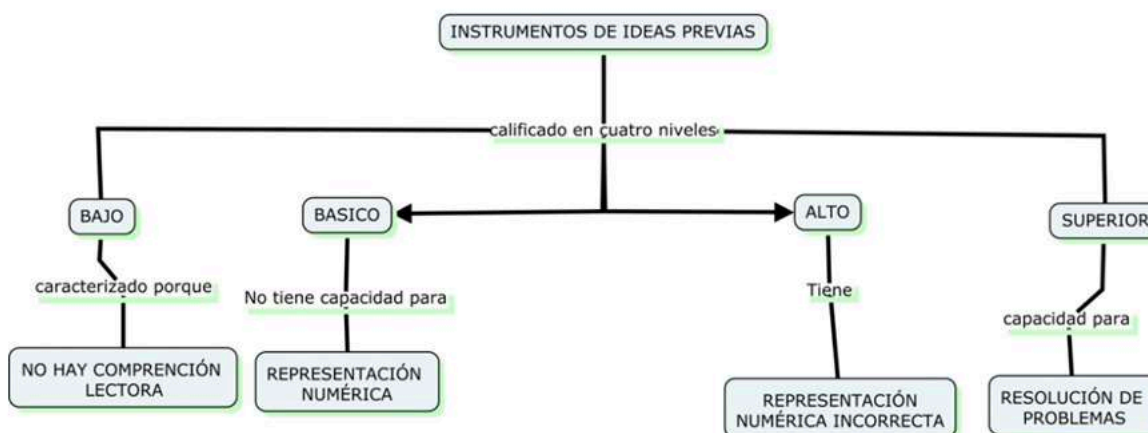 INSTRUMENTOS DE IDEAS PREVIAS
calificado en cuatro niveles
BAJO
BASICO
ALTO
SUPERIOR
caracterizado porque
No tiene capacidad para
Tiene
capacidad para
NO HAY COMPRENCIÓN
LECTORA
REPRESENTACIÓN
NUMÉRICA
REPRESENTACIÓN
NUMÉRICA INCORRECTA
RESOLUCIÓN DE
PROBLEMAS